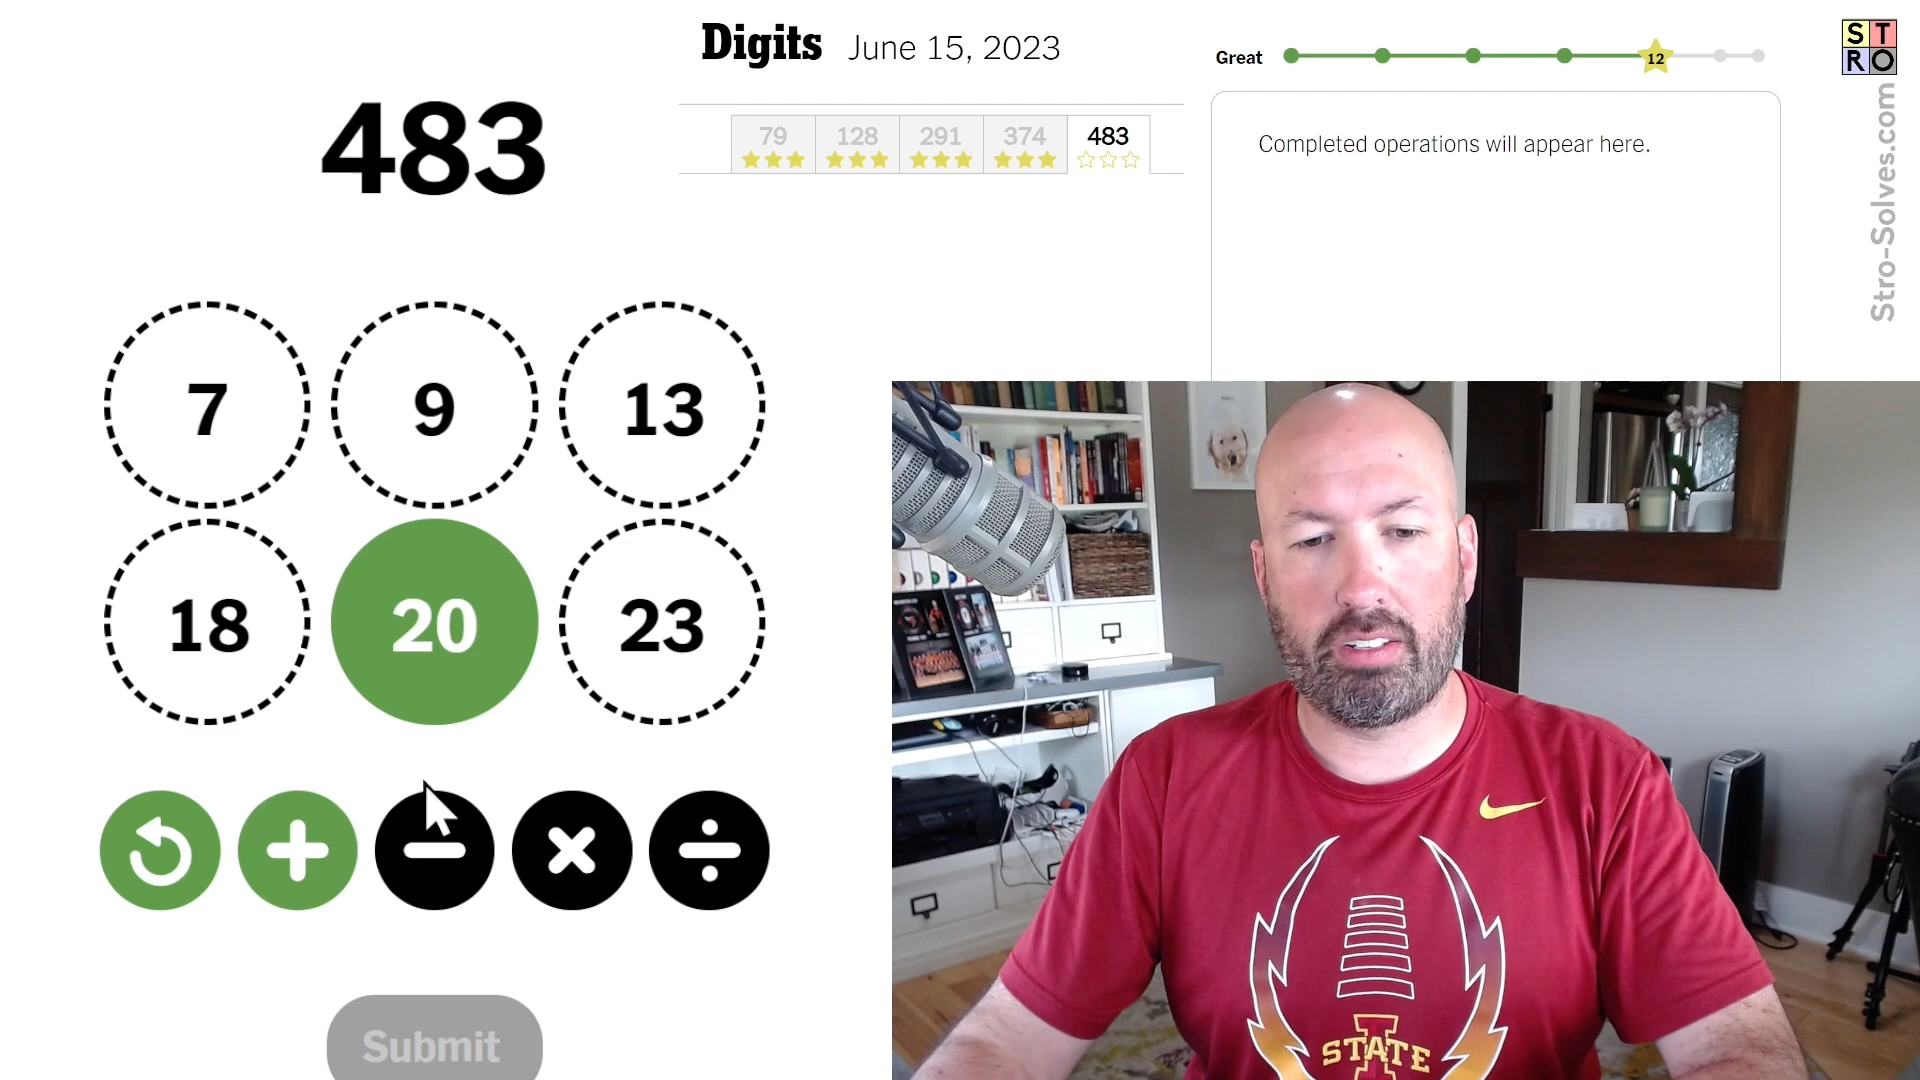 Digits June 15, 2023
Great
12
S T
R O
Stro-Solves.com
483
79 128 291 374 483
Completed operations will appear here.
7 9 13
18 20 23
Submit
STATE